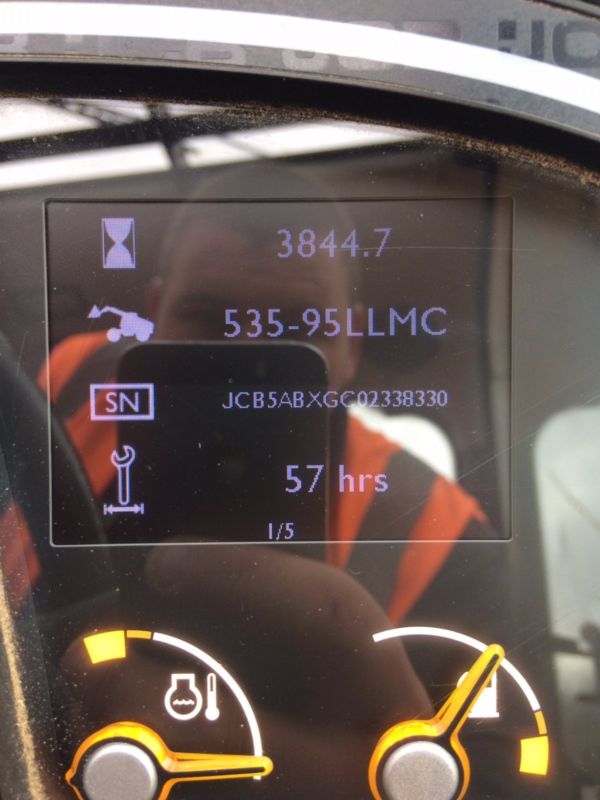 3844.7
535-95LLMC
SN JCB5ABXGC02338330
57 hrs
1/5